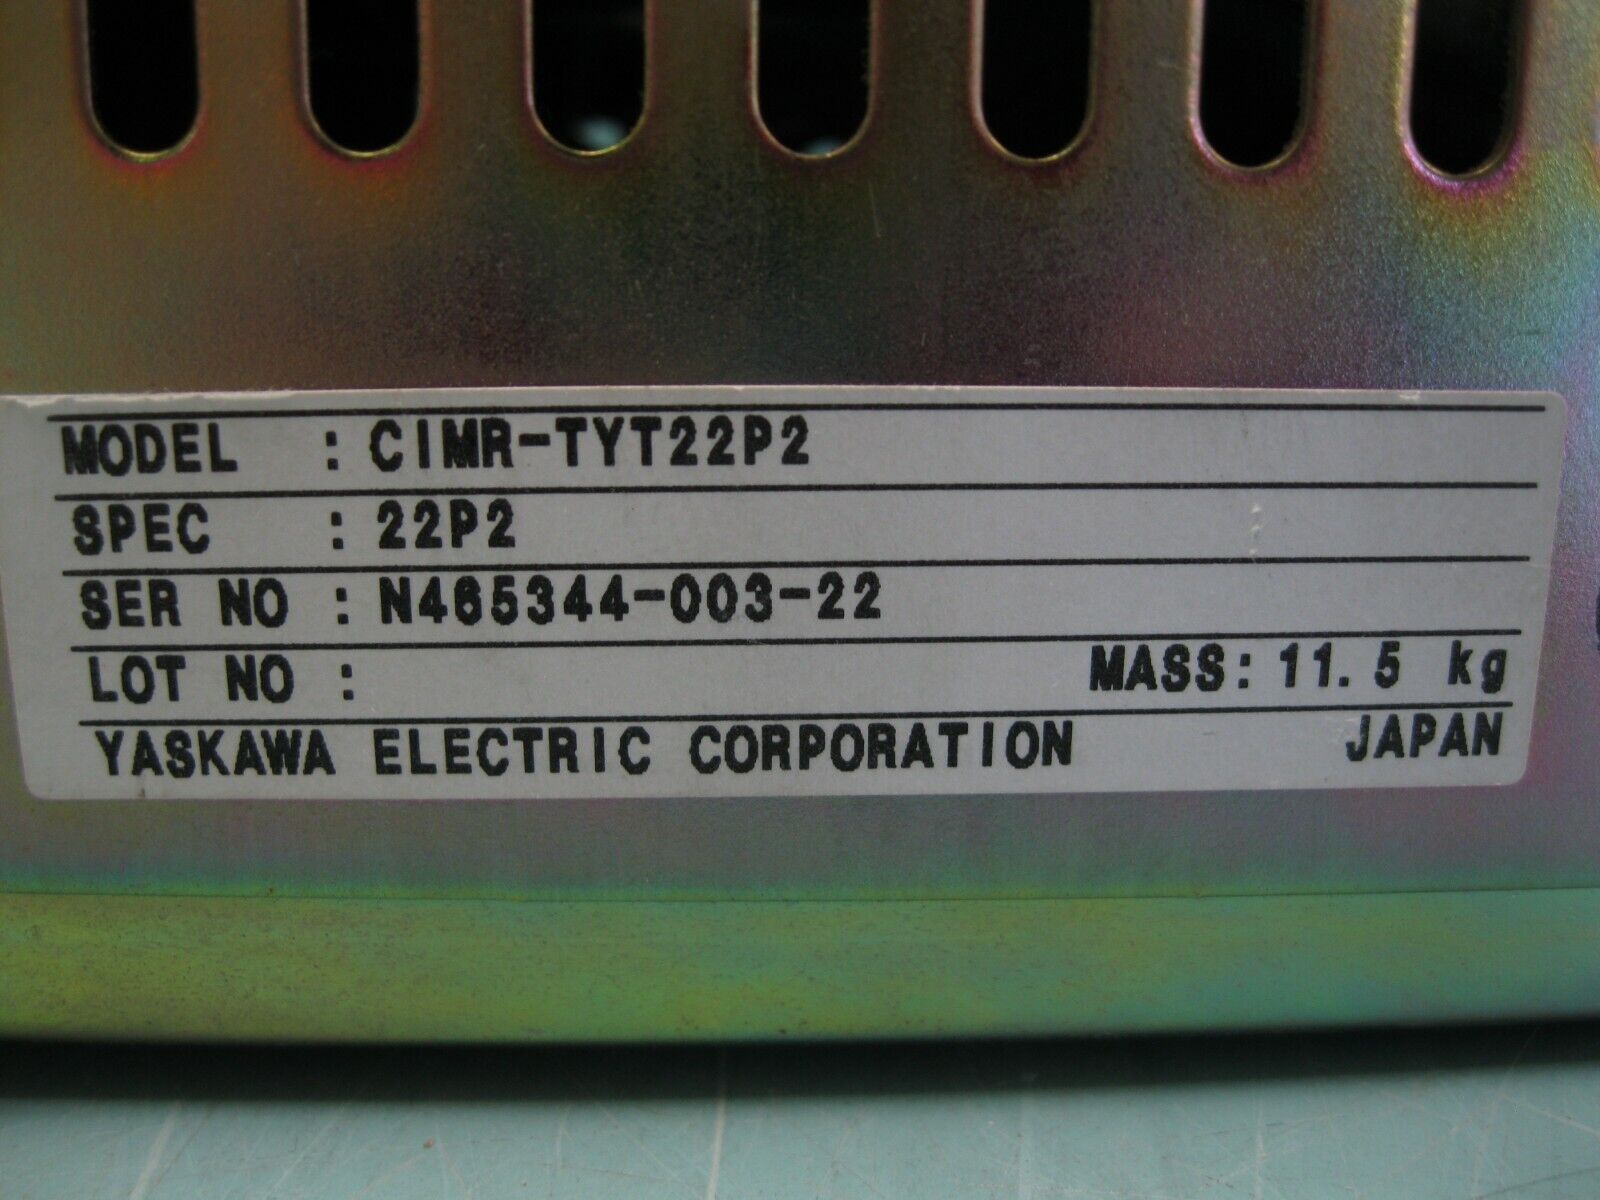 MODEL : CIMR-TYT22P2
SPEC : 22P2
SER NO : N465344-003-22
LOT NO : MASS: 11.5 kg
YASKAWA ELECTRIC CORPORATION JAPAN